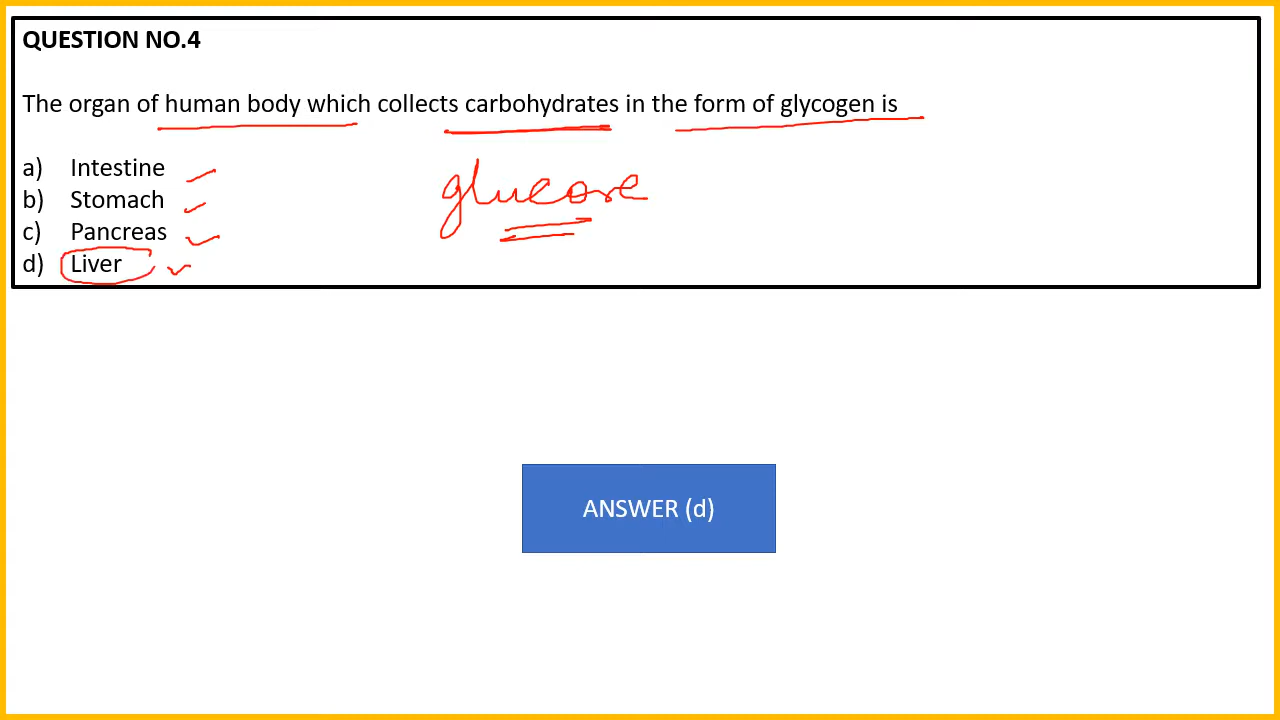 QUESTION NO.4
The organ of human body which collects carbohydrates in the form of glycogen is
a) Intestine
b) Stomach
c) Pancreas
d) Liver
glucose
ANSWER (d)